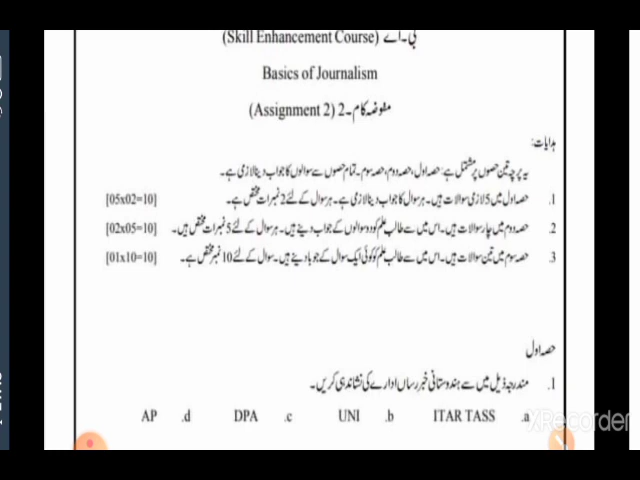 بی۔اے (Skill Enhancement Course)
Basics of Journalism
مفوضہ کام۔2 (Assignment 2)
ہدایات:
یہ پرچہ تین حصوں پر مشتمل ہے: حصہ اول، حصہ دوم، حصہ سوم۔ تمام حصوں سے سوالوں کا جواب دینا لازمی ہے۔
1. حصہ اول میں 5 لازمی سوالات ہیں۔ ہر سوال کا جواب دینا لازمی ہے۔ ہر سوال کے لئے 2 نمبرات مختص ہے۔ [05x02=10]
2. حصہ دوم میں چار سوالات ہیں۔ اس میں سے طالب علم کو دو سوالوں کے جواب دینے ہیں۔ ہر سوال کے لئے 5 نمبرات مختص ہیں۔ [02x05=10]
3. حصہ سوم میں تین سوالات ہیں۔ اس میں سے طالب علم کو کوئی ایک سوال کے جوبا دینے ہیں۔ سوال کے لئے 10 نمبر مختص ہے۔ [01x10=10]
حصہ اول
1. مندرجہ ذیل میں سے ہندوستانی خبر رساں ادارے کی نشاندہی کریں۔
a. ITAR TASS b. UNI c. DPA d. AP
XRecorder